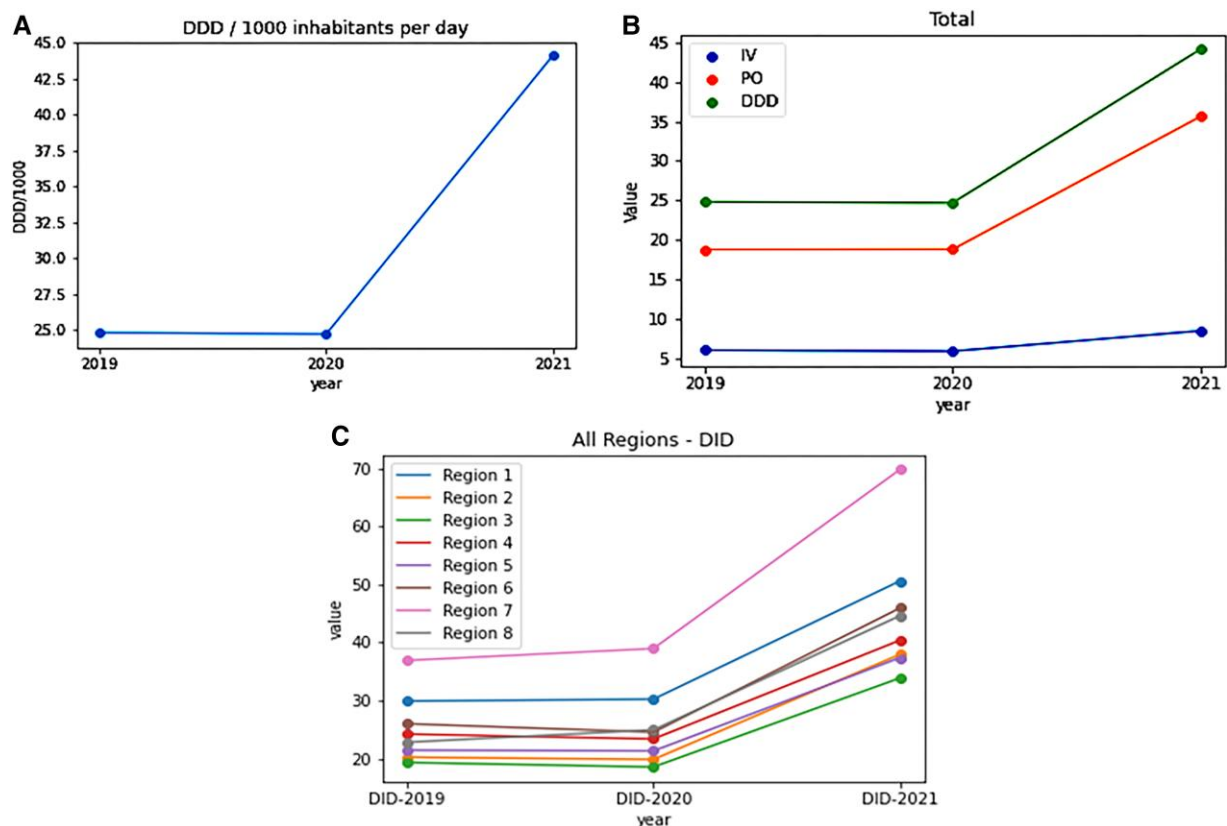 A
DDD / 1000 inhabitants per day
45.0
42.5
40.0
37.5
35.0
32.5
30.0
27.5
25.0
DDD/1000
2019
2020
2021
year
B
Total
IV
PO
DDD
45
40
35
30
25
20
15
10
5
Value
2019
2020
2021
year
C
All Regions - DID
Region 1
Region 2
Region 3
Region 4
Region 5
Region 6
Region 7
Region 8
70
60
50
40
30
20
value
DID-2019
DID-2020
DID-2021
year